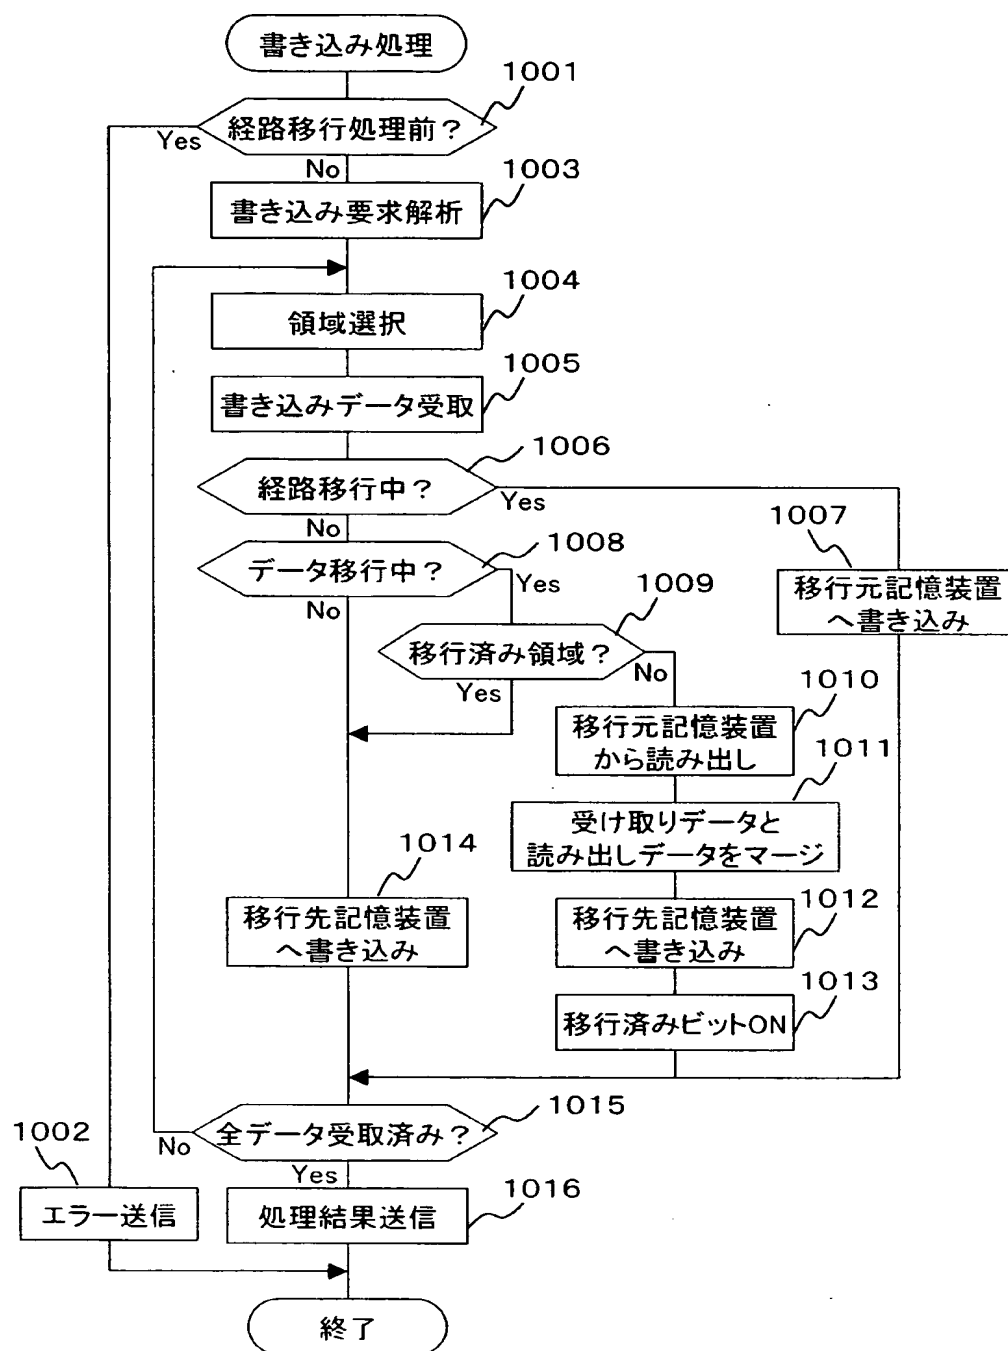 書き込み処理
1001
経路移行処理前?
Yes
No
1003
書き込み要求解析
1004
領域選択
1005
書き込みデータ受取
1006
経路移行中?
Yes
No
1007
移行元記憶装置
へ書き込み
1008
データ移行中?
Yes
No
1009
移行済み領域?
Yes
No
1010
移行元記憶装置
から読み出し
1011
受け取りデータと
読み出しデータをマージ
1014
移行先記憶装置
へ書き込み
1012
移行先記憶装置
へ書き込み
1013
移行済みビットON
1015
全データ受取済み?
No
Yes
1002
エラー送信
1016
処理結果送信
終了